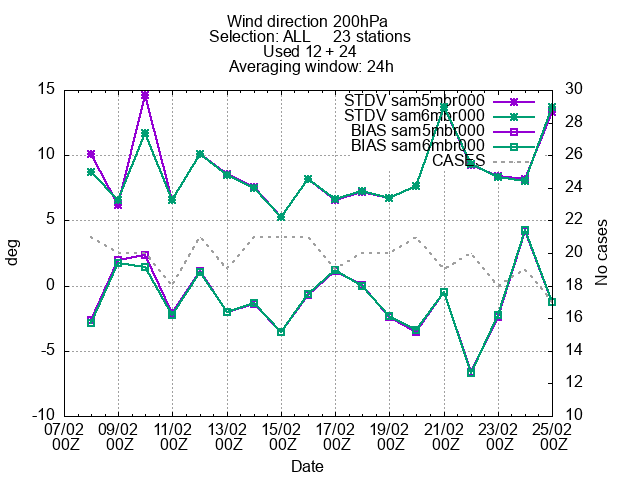 Wind direction 200hPa
Selection: ALL 23 stations
Used 12 + 24
Averaging window: 24h
STDV sam5mbr000
STDV sam6mbr000
BIAS sam5mbr000
BIAS sam6mbr000
CASES
15
10
5
0
-5
-10
deg
30
28
26
24
22
20
18
16
14
12
10
No cases
07/02 09/02 11/02 13/02 15/02 17/02 19/02 21/02 23/02 25/02
00Z 00Z 00Z 00Z 00Z 00Z 00Z 00Z 00Z 00Z
Date